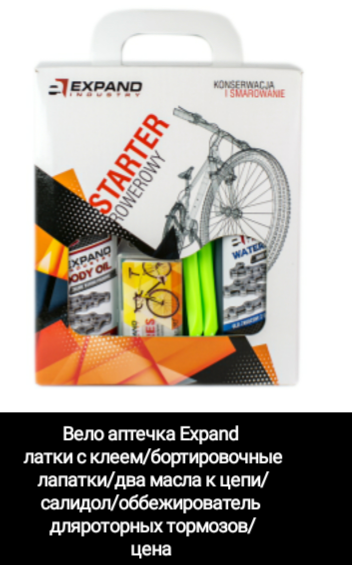 EXPAND
INDUSTRY
KONSERWACJA
I SMAROWANIE
STARTER
ROWEROWY
EXPAND
BODY OIL
WATER
Вело аптечка Expand
латки с клеем/бортировочные
лапатки/два масла к цепи/
салидол/оббежирователь
дляроторных тормозов/
цена